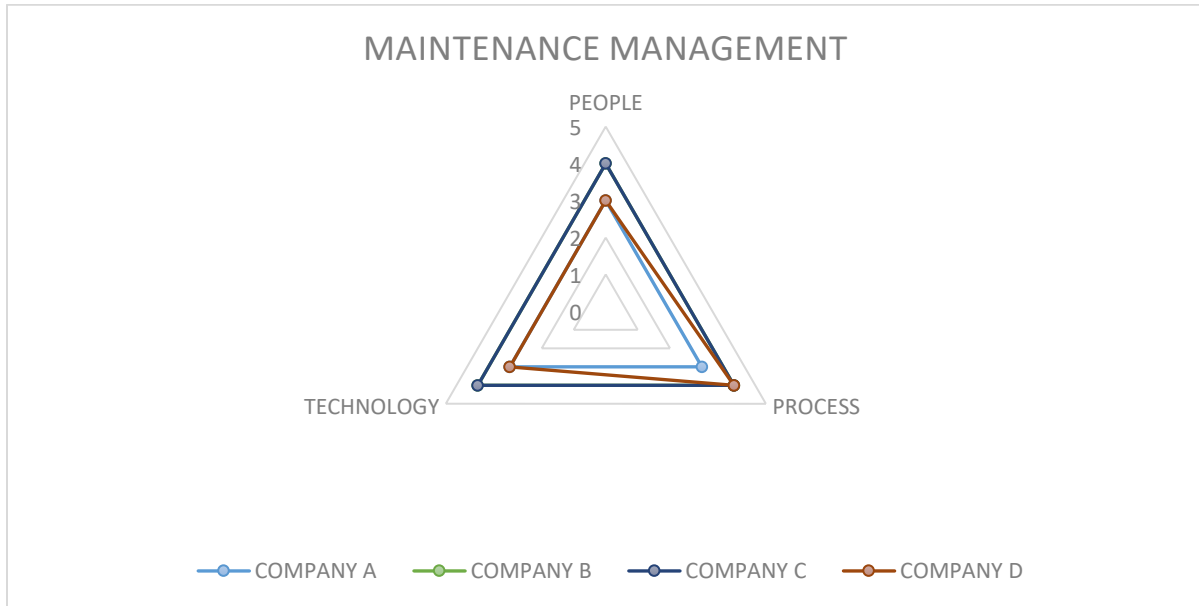 MAINTENANCE MANAGEMENT
PEOPLE
5
4
3
2
1
0
TECHNOLOGY
PROCESS
COMPANY A COMPANY B COMPANY C COMPANY D